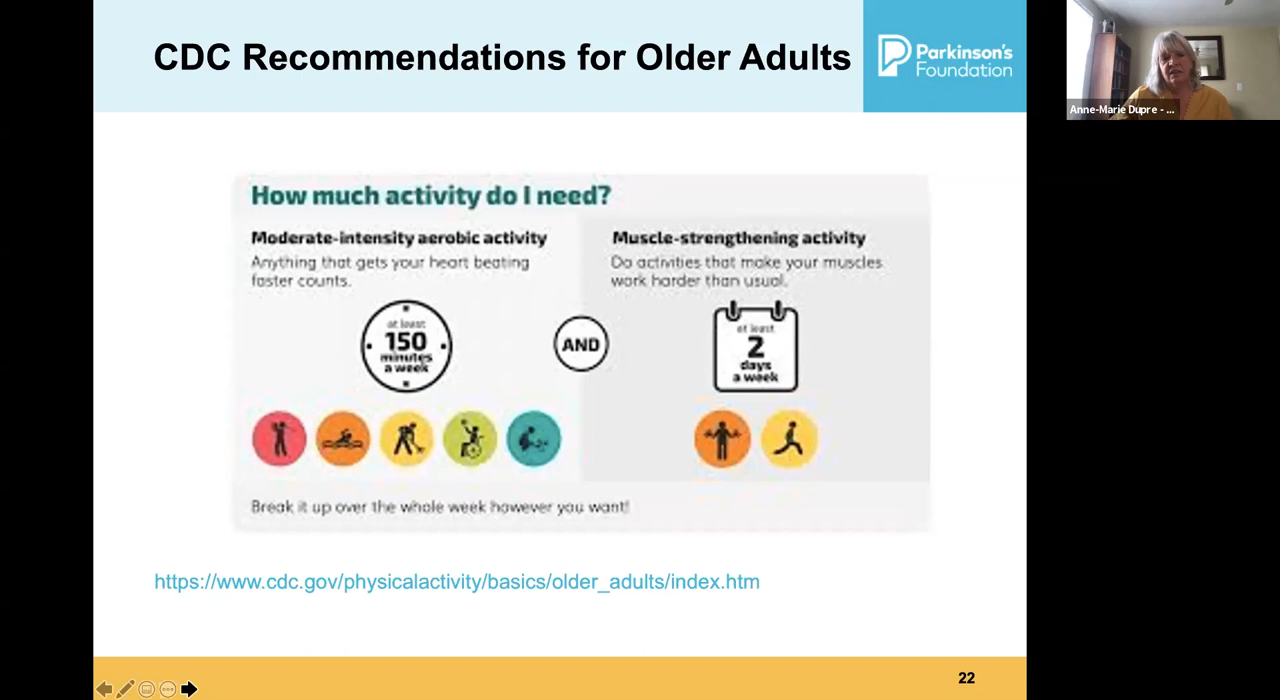 CDC Recommendations for Older Adults
Parkinson's
Foundation
Anne-Marie Dupre - ...
How much activity do I need?
Moderate-intensity aerobic activity
Anything that gets your heart beating
faster counts.
at least
150
minutes
a week
AND
Muscle-strengthening activity
Do activities that make your muscles
work harder than usual.
at least
2
days
a week
Break it up over the whole week however you want!
https://www.cdc.gov/physicalactivity/basics/older_adults/index.htm
22